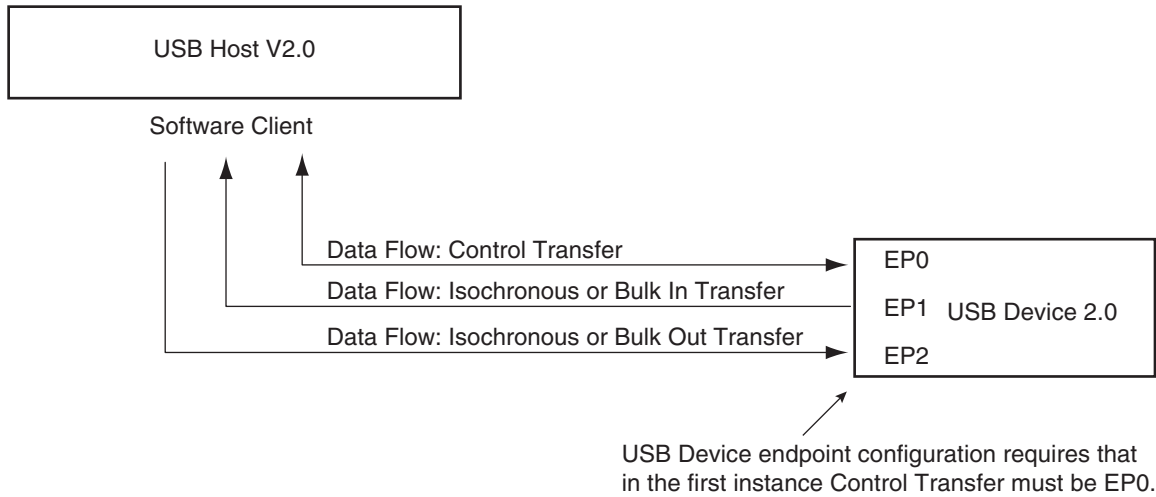 USB Host V2.0
Software Client
Data Flow: Control Transfer
Data Flow: Isochronous or Bulk In Transfer
Data Flow: Isochronous or Bulk Out Transfer
EP0
EP1
USB Device 2.0
EP2
USB Device endpoint configuration requires that
in the first instance Control Transfer must be EP0.